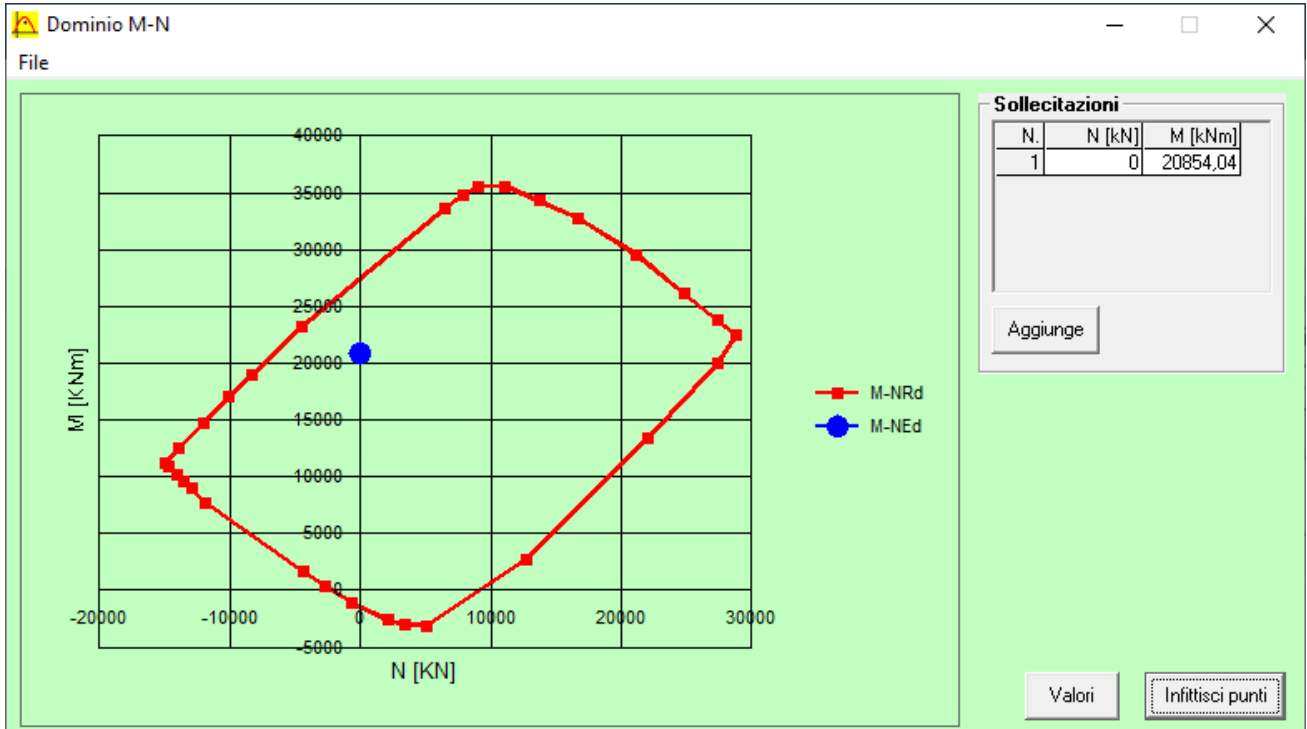 Dominio M-N
File
40000
35000
30000
25000
20000
15000
10000
5000
0
-5000
-20000 -10000 0 10000 20000 30000
M [KNm]
N [KN]
M-NRd
M-NEd
Sollecitazioni
N. N [kN] M [kNm]
1 0 20854,04
Aggiunge
Valori Infittisci punti